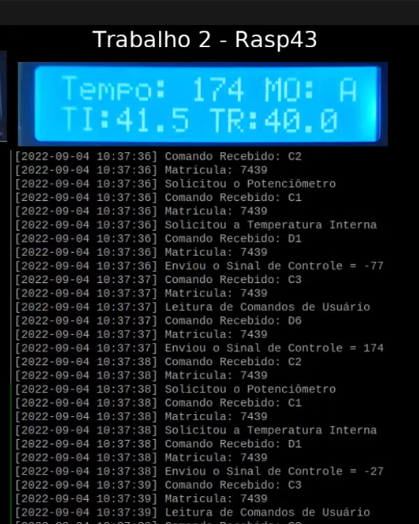 Trabalho 2 - Rasp43
Tempo: 174 MO: A
TI:41.5 TR:40.0
[2022-09-04 10:37:36] Comando Recebido: C2
[2022-09-04 10:37:36] Matricula: 7439
[2022-09-04 10:37:36] Solicitou o Potenciômetro
[2022-09-04 10:37:36] Comando Recebido: C1
[2022-09-04 10:37:36] Matricula: 7439
[2022-09-04 10:37:36] Solicitou a Temperatura Interna
[2022-09-04 10:37:36] Comando Recebido: D1
[2022-09-04 10:37:36] Matricula: 7439
[2022-09-04 10:37:36] Enviou o Sinal de Controle = -77
[2022-09-04 10:37:37] Comando Recebido: C3
[2022-09-04 10:37:37] Matricula: 7439
[2022-09-04 10:37:37] Leitura de Comandos de Usuário
[2022-09-04 10:37:37] Comando Recebido: D6
[2022-09-04 10:37:37] Matricula: 7439
[2022-09-04 10:37:37] Enviou o Sinal de Controle = 174
[2022-09-04 10:37:38] Comando Recebido: C2
[2022-09-04 10:37:38] Matricula: 7439
[2022-09-04 10:37:38] Solicitou o Potenciômetro
[2022-09-04 10:37:38] Comando Recebido: C1
[2022-09-04 10:37:38] Matricula: 7439
[2022-09-04 10:37:38] Solicitou a Temperatura Interna
[2022-09-04 10:37:38] Comando Recebido: D1
[2022-09-04 10:37:38] Matricula: 7439
[2022-09-04 10:37:38] Enviou o Sinal de Controle = -27
[2022-09-04 10:37:39] Comando Recebido: C3
[2022-09-04 10:37:39] Matricula: 7439
[2022-09-04 10:37:39] Leitura de Comandos de Usuário